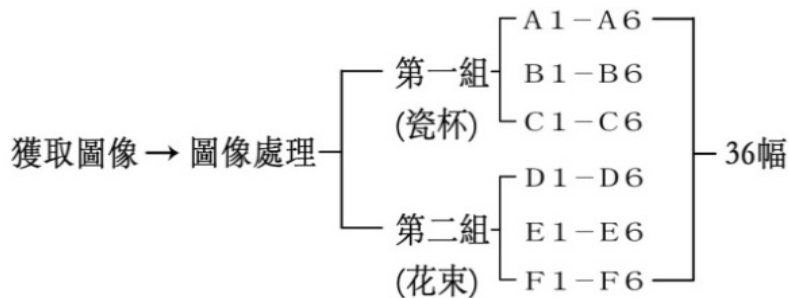 A1-A6
第一組
B1-B6
(瓷杯)
C1-C6
獲取圖像→圖像處理
36幅
D1-D6
第二組
E1-E6
(花束)
F1-F6